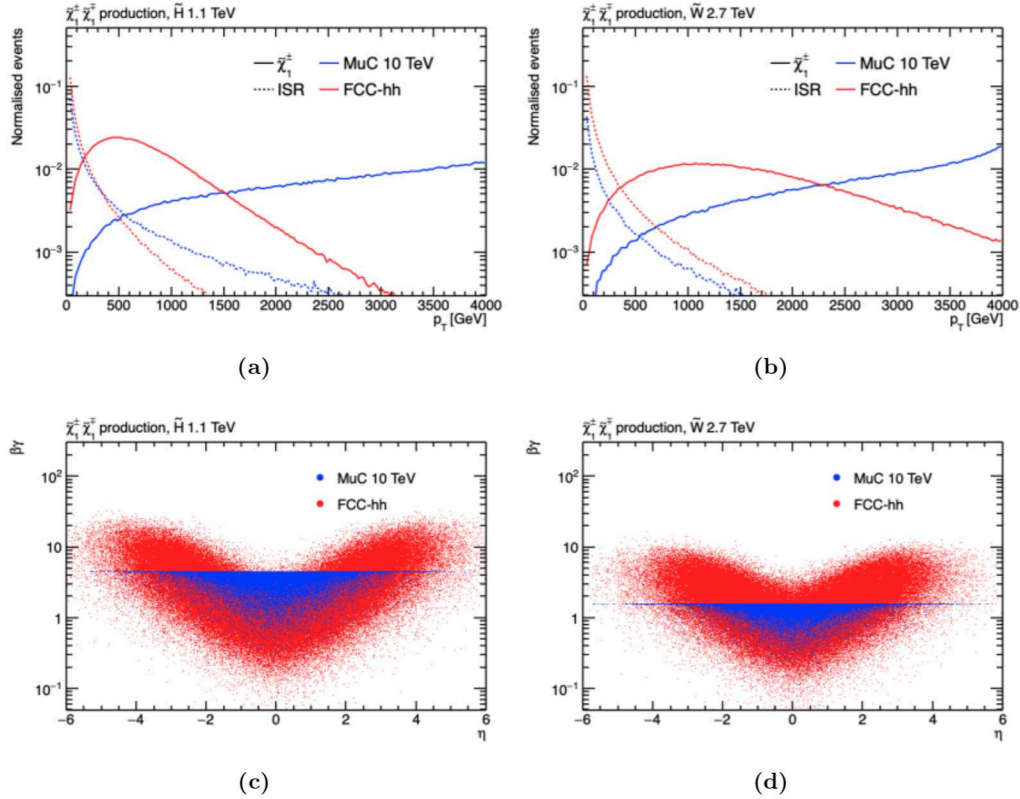 χ̃₁± χ̃₁∓ production, H̃ 1.1 TeV
Normalised events
χ̃₁± MuC 10 TeV
ISR FCC-hh
10⁻¹
10⁻²
10⁻³
0 500 1000 1500 2000 2500 3000 3500 4000
p_T [GeV]
(a)
χ̃₁± χ̃₁∓ production, W̃ 2.7 TeV
Normalised events
χ̃₁± MuC 10 TeV
ISR FCC-hh
10⁻¹
10⁻²
10⁻³
0 500 1000 1500 2000 2500 3000 3500 4000
p_T [GeV]
(b)
χ̃₁± χ̃₁∓ production, H̃ 1.1 TeV
βγ
MuC 10 TeV
FCC-hh
10²
10
1
10⁻¹
−6 −4 −2 0 2 4 6
η
(c)
χ̃₁± χ̃₁∓ production, W̃ 2.7 TeV
βγ
MuC 10 TeV
FCC-hh
10²
10
1
10⁻¹
−6 −4 −2 0 2 4 6
η
(d)